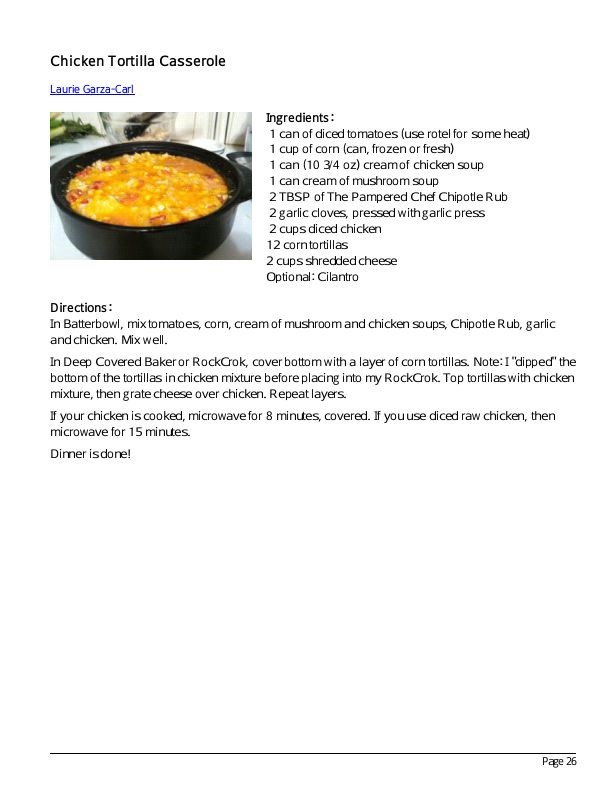 Chicken Tortilla Casserole
Laurie Garza-Carl
Ingredients:
1 can of diced tomatoes (use rotel for some heat)
1 cup of corn (can, frozen or fresh)
1 can (10 3/4 oz) cream of chicken soup
1 can cream of mushroom soup
2 TBSP of The Pampered Chef Chipotle Rub
2 garlic cloves, pressed with garlic press
2 cups diced chicken
12 corn tortillas
2 cups shredded cheese
Optional: Cilantro
Directions:
In Batterbowl, mix tomatoes, corn, cream of mushroom and chicken soups, Chipotle Rub, garlic
and chicken. Mix well.
In Deep Covered Baker or RockCrok, cover bottom with a layer of corn tortillas. Note: I "dipped" the
bottom of the tortillas in chicken mixture before placing into my RockCrok. Top tortillas with chicken
mixture, then grate cheese over chicken. Repeat layers.
If your chicken is cooked, microwave for 8 minutes, covered. If you use diced raw chicken, then
microwave for 15 minutes.
Dinner is done!
Page 26